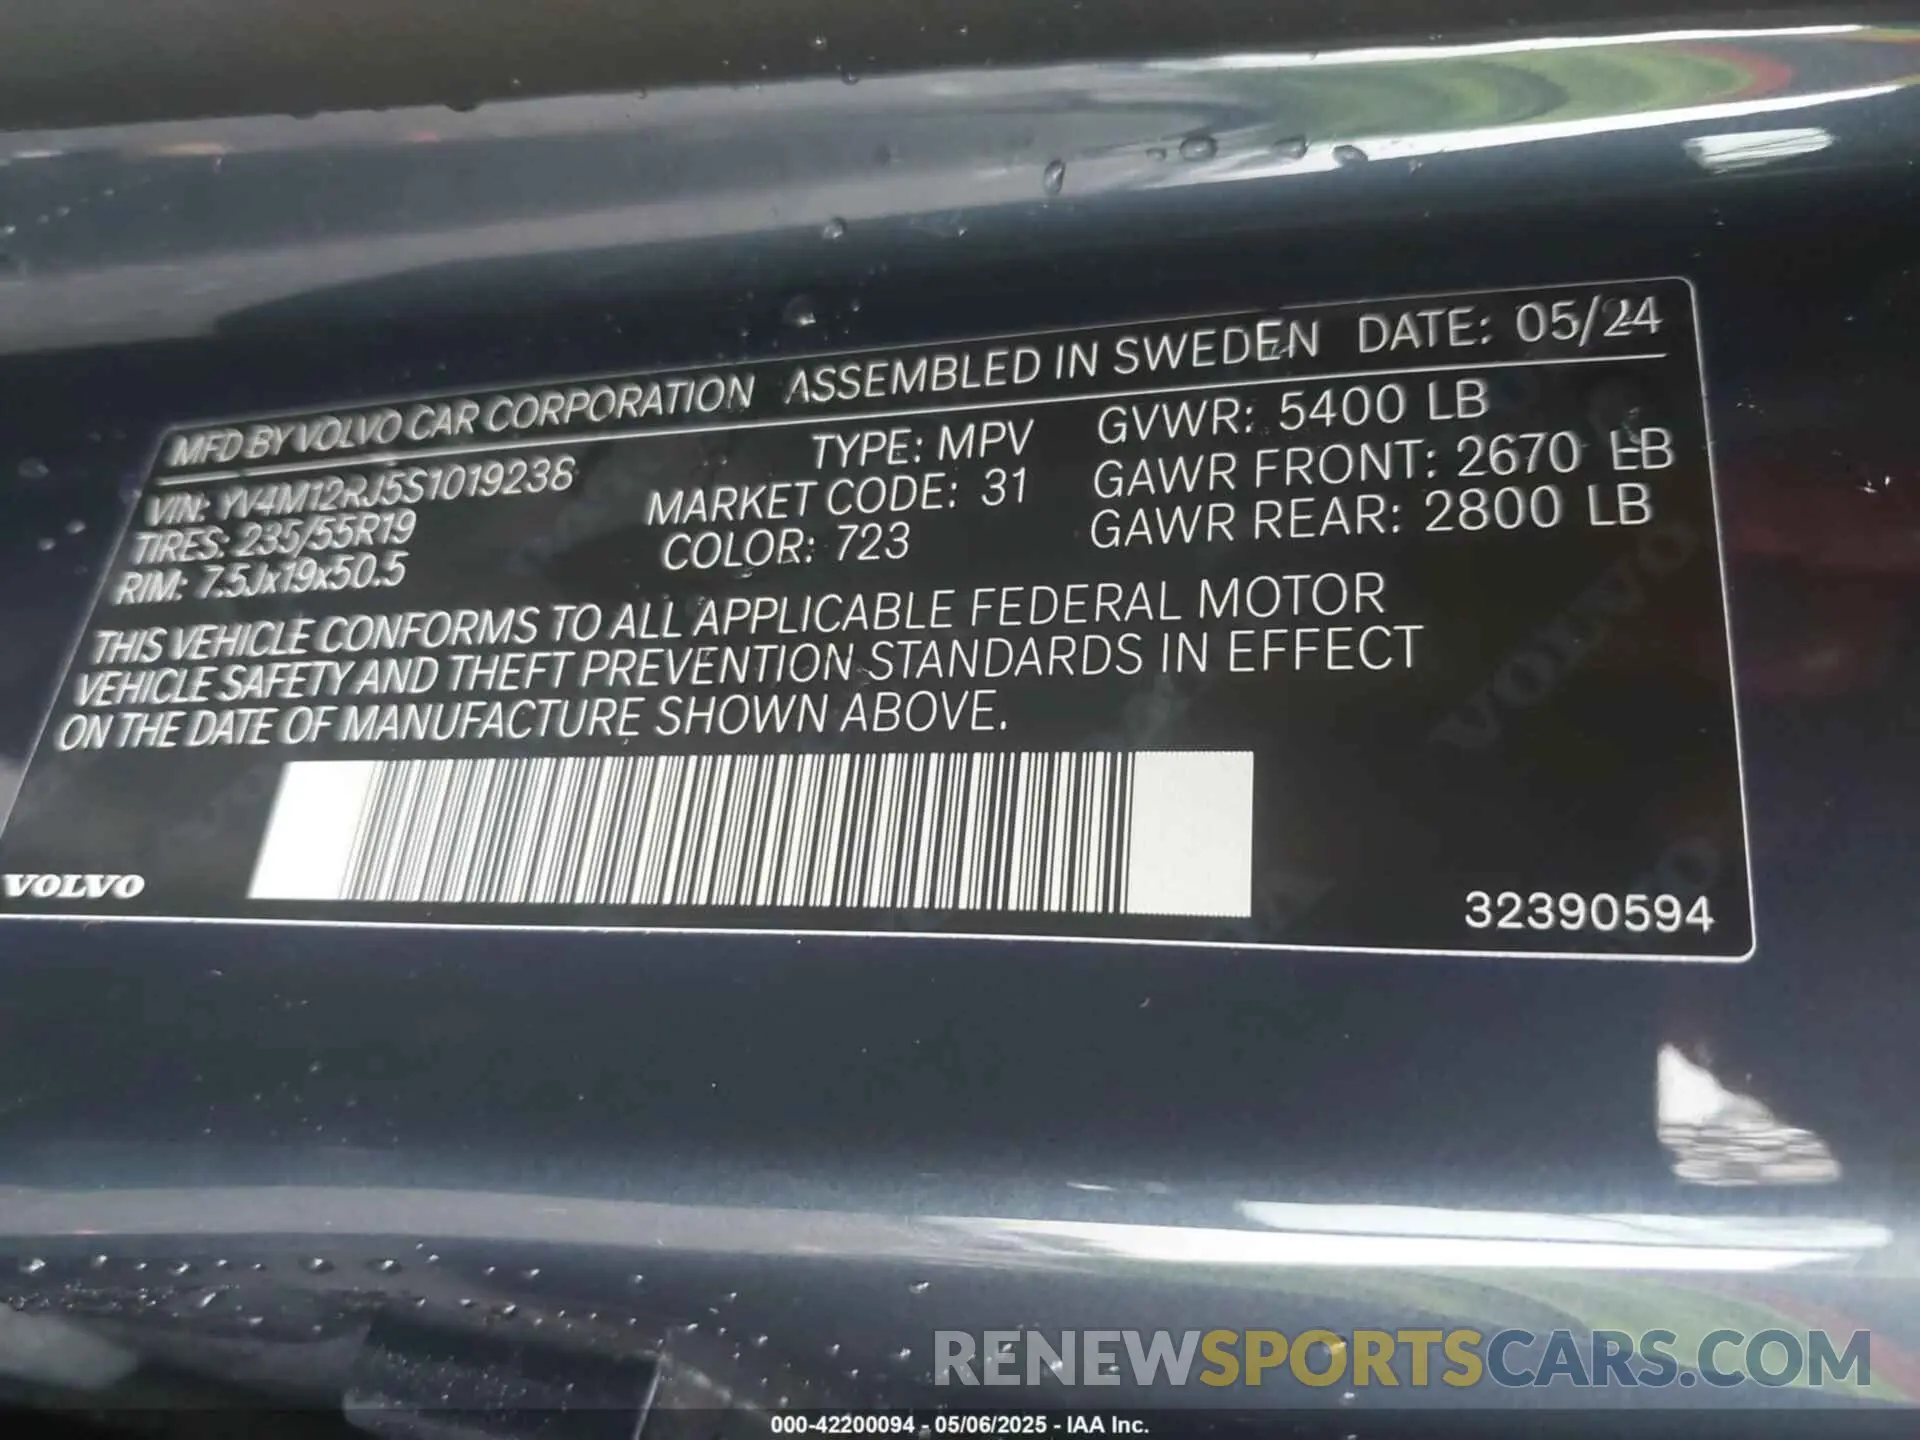 MFD BY VOLVO CAR CORPORATION ASSEMBLED IN SWEDEN DATE: 05/24
VIN: YV4M12RJ5S1019238 TYPE: MPV GVWR: 5400 LB
TIRES: 235/55R19 MARKET CODE: 31 GAWR FRONT: 2670 LB
RIM: 7.5Jx19x50.5 COLOR: 723 GAWR REAR: 2800 LB
THIS VEHICLE CONFORMS TO ALL APPLICABLE FEDERAL MOTOR
VEHICLE SAFETY AND THEFT PREVENTION STANDARDS IN EFFECT
ON THE DATE OF MANUFACTURE SHOWN ABOVE.
VOLVO
32390594
RENEWSPORTSCARS.COM
000-42200094 - 05/06/2025 - IAA Inc.